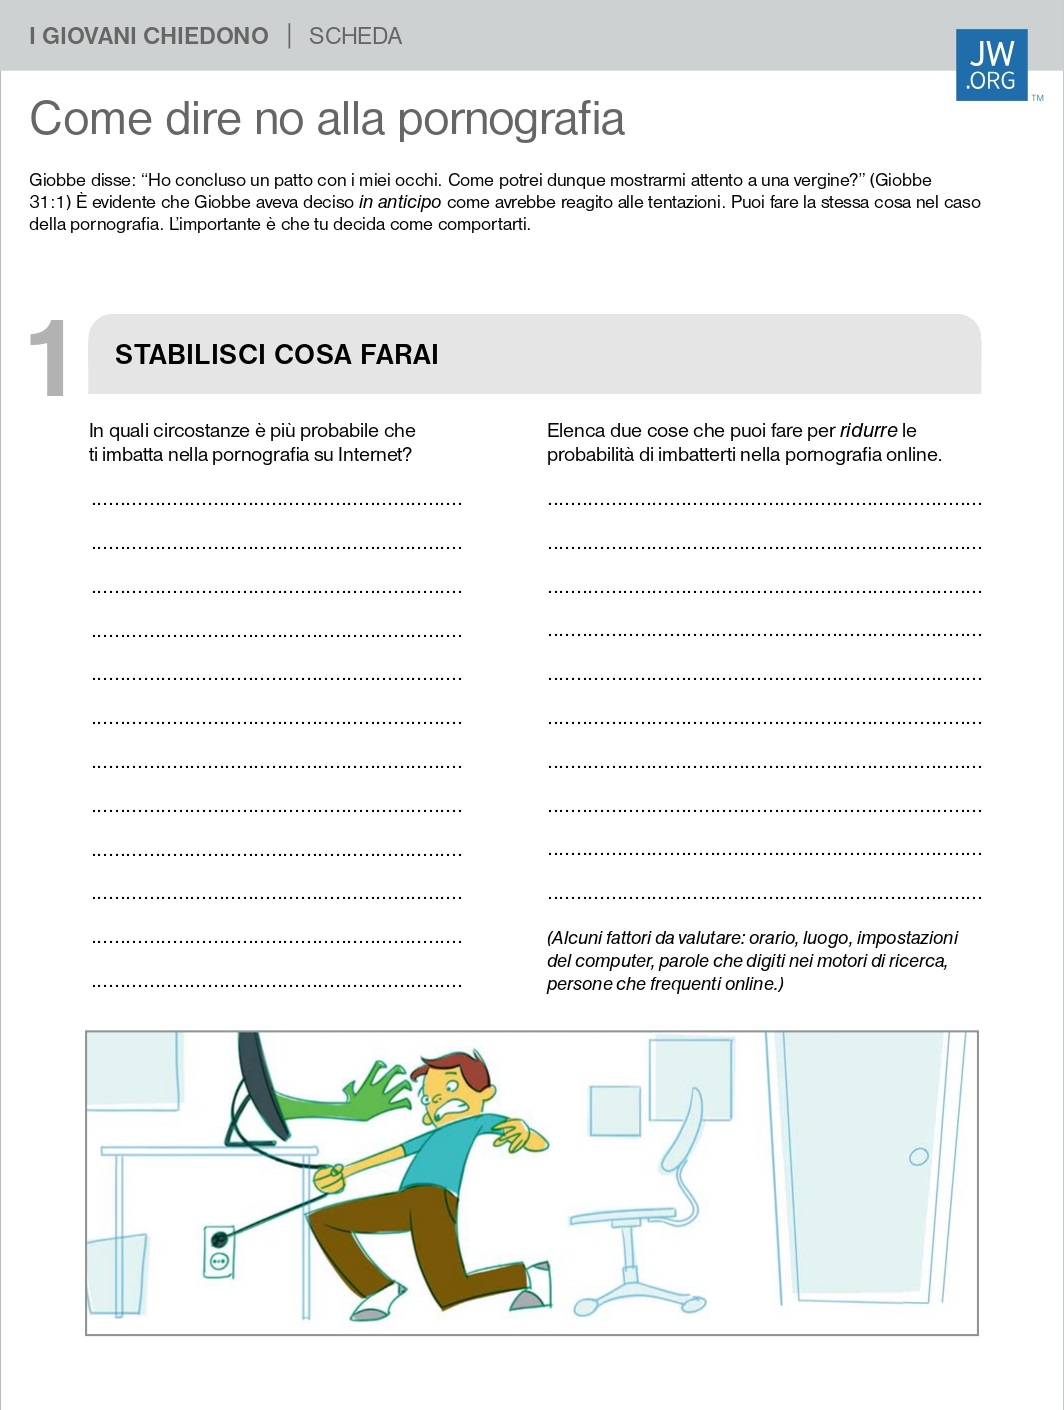 I GIOVANI CHIEDONO | SCHEDA
JW
.ORG
TM
Come dire no alla pornografia
Giobbe disse: “Ho concluso un patto con i miei occhi. Come potrei dunque mostrarmi attento a una vergine?” (Giobbe
31:1) È evidente che Giobbe aveva deciso in anticipo come avrebbe reagito alle tentazioni. Puoi fare la stessa cosa nel caso
della pornografia. L’importante è che tu decida come comportarti.
1
STABILISCI COSA FARAI
In quali circostanze è più probabile che
ti imbatta nella pornografia su Internet?
Elenca due cose che puoi fare per ridurre le
probabilità di imbatterti nella pornografia online.
(Alcuni fattori da valutare: orario, luogo, impostazioni
del computer, parole che digiti nei motori di ricerca,
persone che frequenti online.)